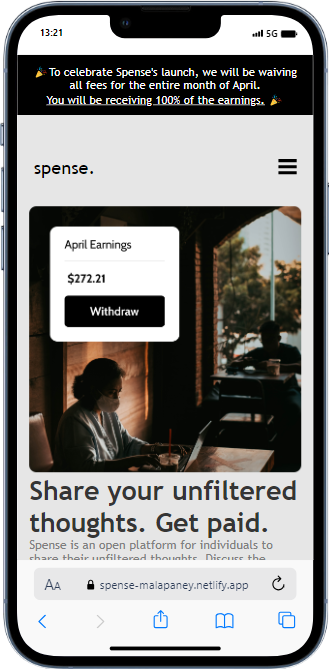 13:21
5G
🎉 To celebrate Spense's launch, we will be waiving
all fees for the entire month of April.
You will be receiving 100% of the earnings. 🎉
spense.
April Earnings
$272.21
Withdraw
Share your unfiltered
thoughts. Get paid.
Spense is an open platform for individuals to
share their unfiltered thoughts. Discuss the
AA
spense-malapaney.netlify.app